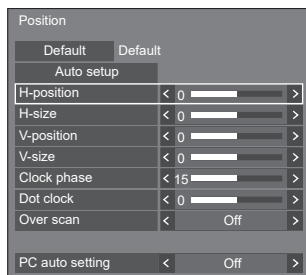 Position
Default Default
Auto setup
H-position < 0 >
H-size < 0 >
V-position < 0 >
V-size < 0 >
Clock phase < 15 >
Dot clock < 0 >
Over scan < Off >
PC auto setting < Off >